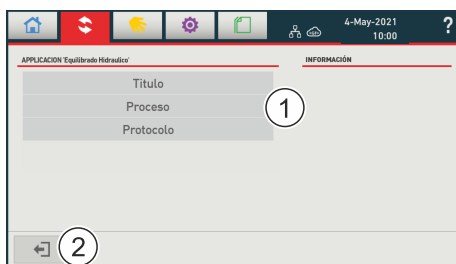 4-May-2021
10:00
?
APPLICACION 'Equilibrado Hidraulico'
INFORMACIÓN
Titulo
Proceso
Protocolo
1
2